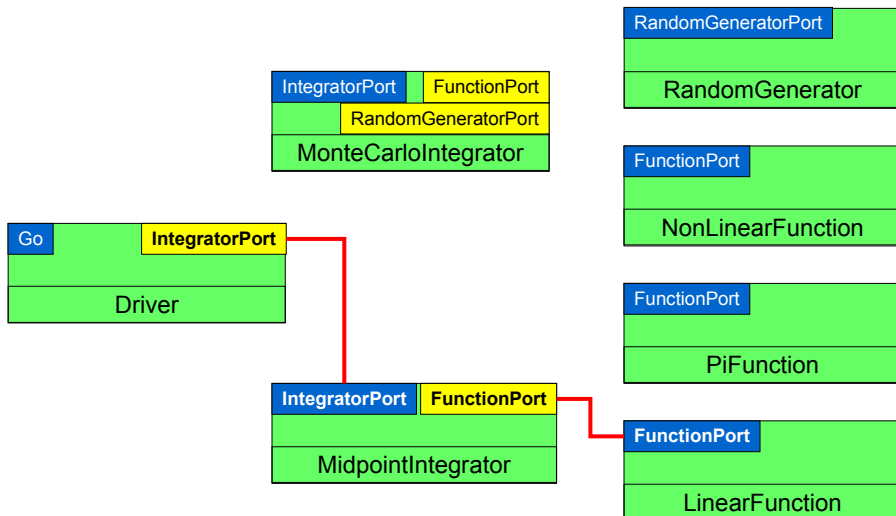 RandomGeneratorPort
RandomGenerator
IntegratorPort FunctionPort
RandomGeneratorPort
MonteCarloIntegrator
FunctionPort
NonLinearFunction
Go IntegratorPort
Driver
FunctionPort
PiFunction
IntegratorPort FunctionPort
MidpointIntegrator
FunctionPort
LinearFunction